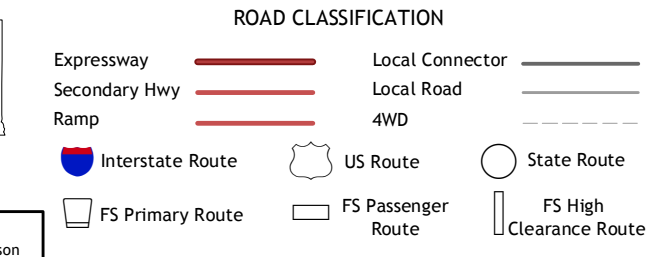 ROAD CLASSIFICATION
Expressway
Local Connector
Secondary Hwy
Local Road
Ramp
4WD
Interstate Route
US Route
State Route
FS Primary Route
FS Passenger
Route
FS High
Clearance Route
son